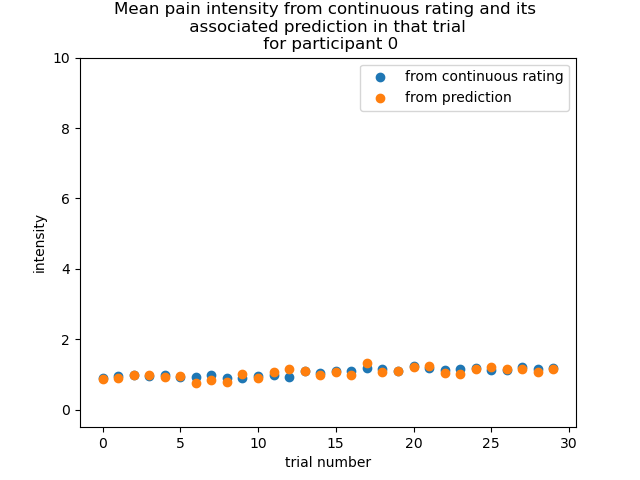 Mean pain intensity from continuous rating and its
associated prediction in that trial
for participant 0
from continuous rating
from prediction
10
8
6
4
2
0
intensity
0 5 10 15 20 25 30
trial number